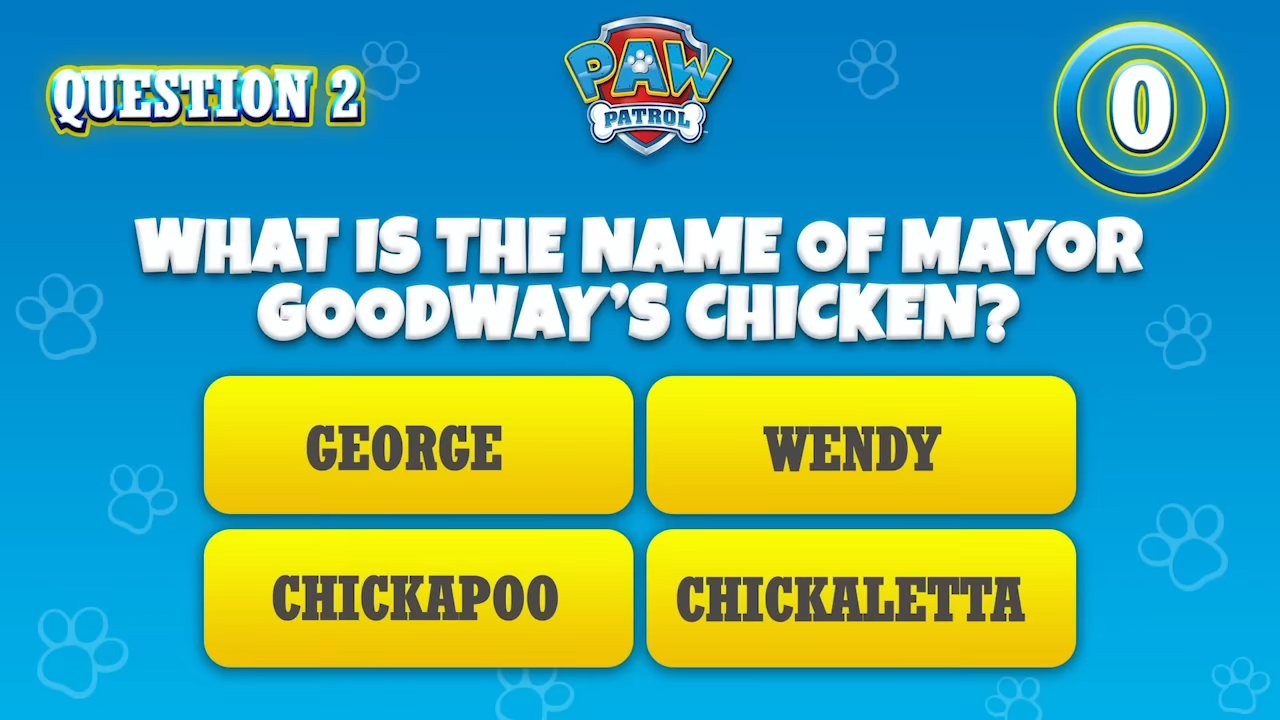 QUESTION 2
PAW
PATROL
0
WHAT IS THE NAME OF MAYOR
GOODWAY'S CHICKEN?
GEORGE
WENDY
CHICKAPOO
CHICKALETTA